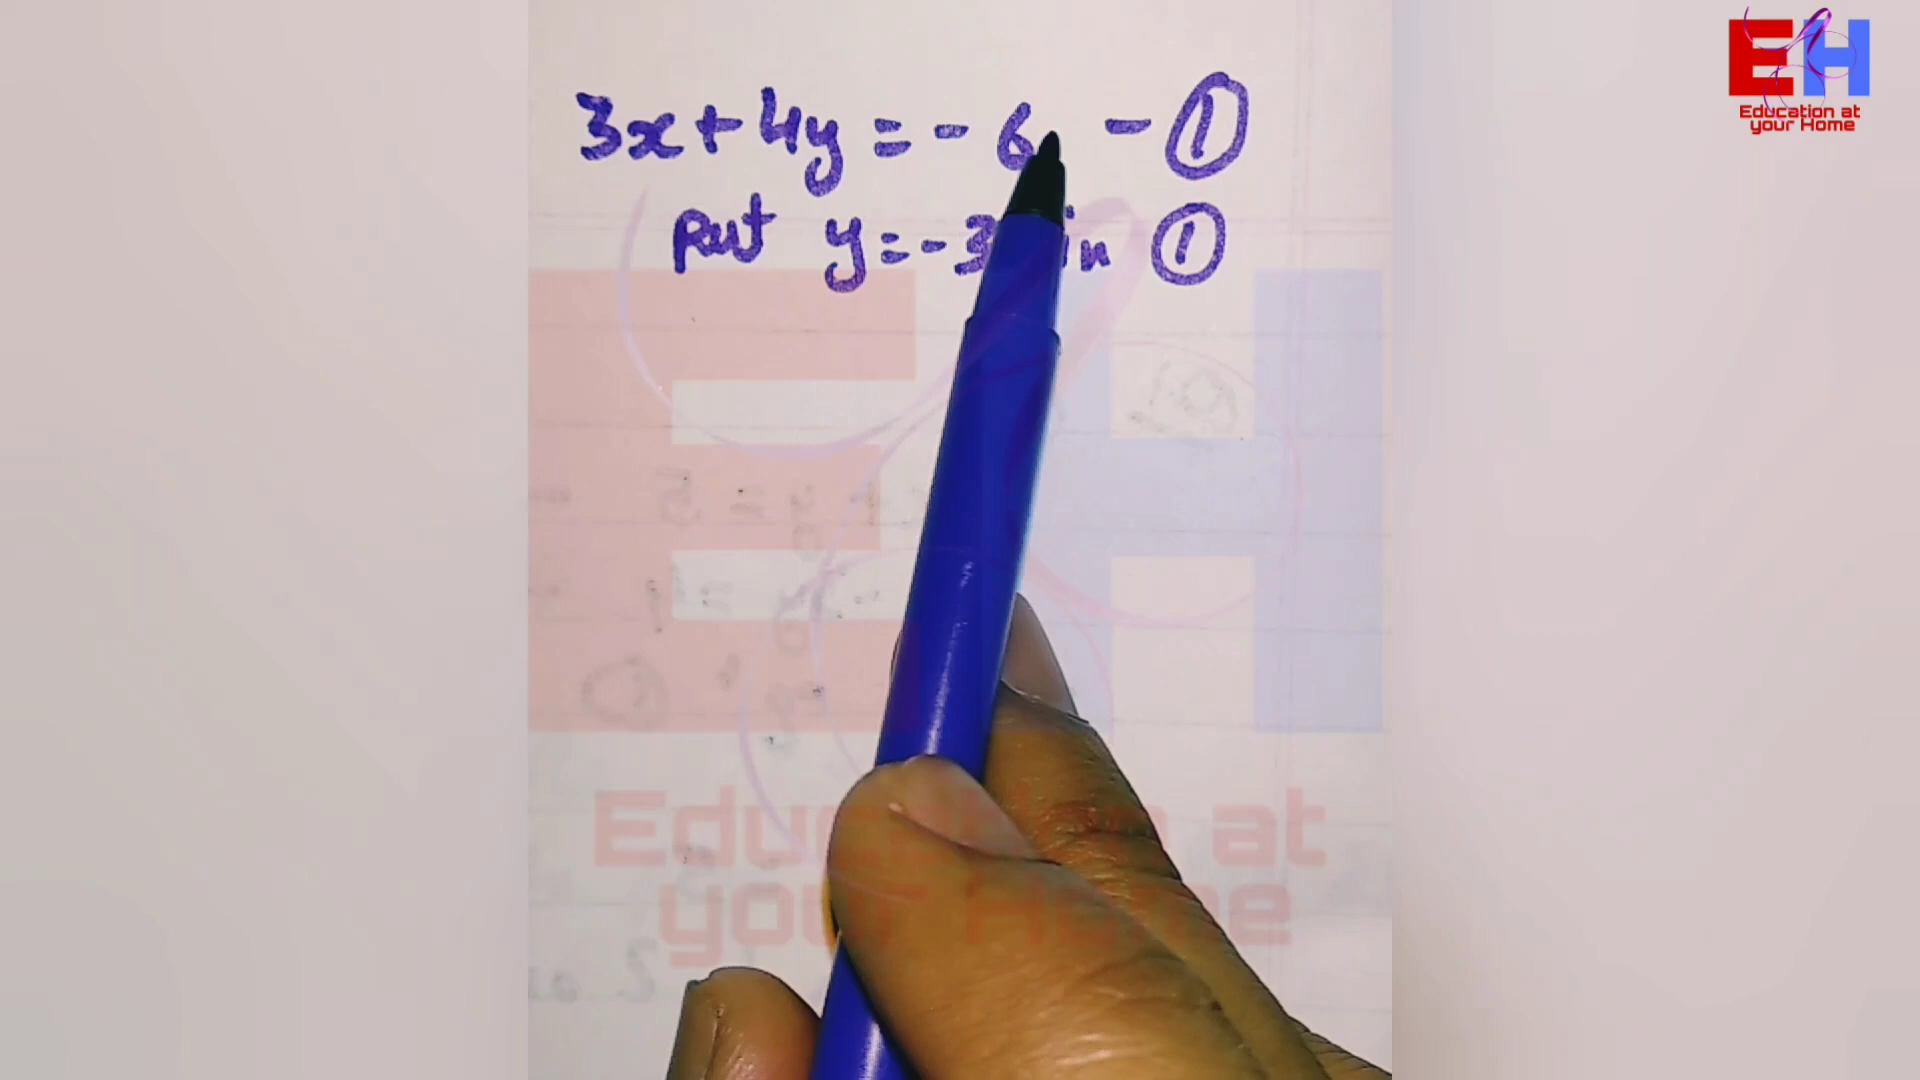 3x+4y = - 6 - ①
Put y = -3 in ①
EH
Education at
your Home
Education at
your Home